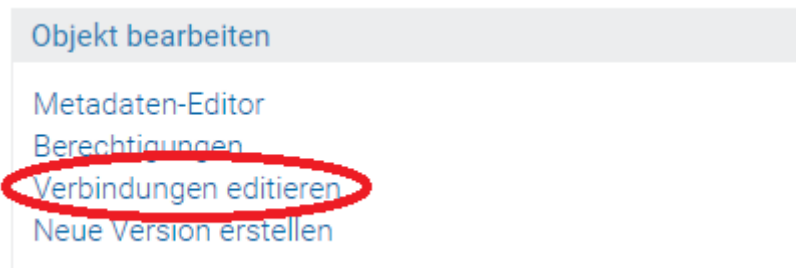 Objekt bearbeiten
Metadaten-Editor
Berechtigungen
Verbindungen editieren
Neue Version erstellen